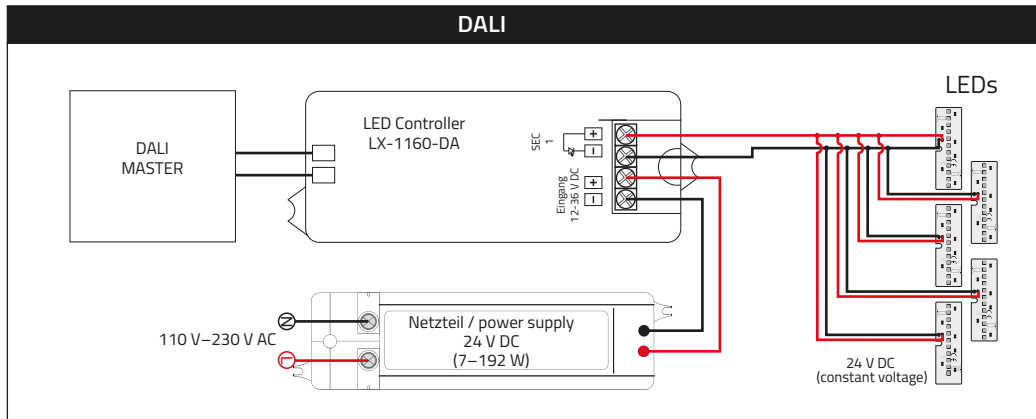 DALI
LEDs
DALI
MASTER
LED Controller
LX-1160-DA
SEC
1
+
−
Eingang
12-36 V DC
+
−
N
110 V–230 V AC
L
Netzteil / power supply
24 V DC
(7–192 W)
24 V DC
(constant voltage)